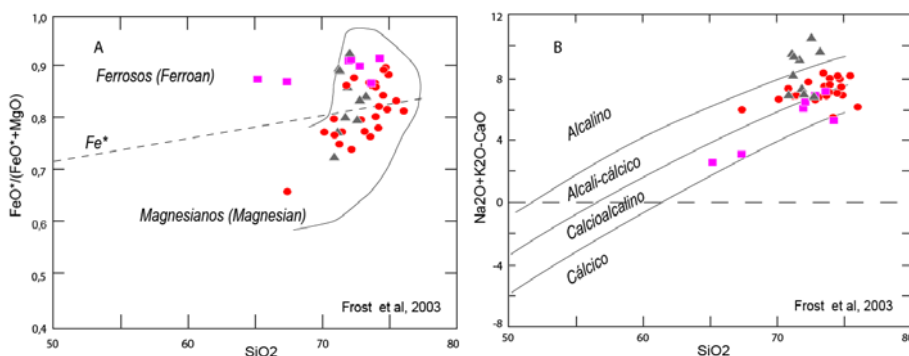 A
Ferrosos (Ferroan)
Fe*
Magnesianos (Magnesian)
Frost et al, 2003
FeO*/(FeO*+MgO)
1,0
0,9
0,8
0,7
0,6
0,5
0,4
50
60
70
80
SiO2
B
Alcalino
Alcali-cálcico
Calcioalcalino
Cálcico
Frost et al, 2003
Na2O+K2O-CaO
12
8
4
0
-4
-8
50
60
70
80
SiO2